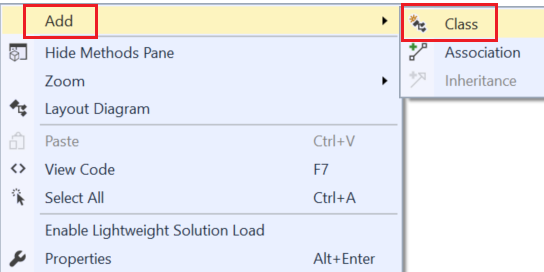 Add
Class
Hide Methods Pane
Association
Zoom
Inheritance
Layout Diagram
Paste Ctrl+V
View Code F7
Select All Ctrl+A
Enable Lightweight Solution Load
Properties Alt+Enter